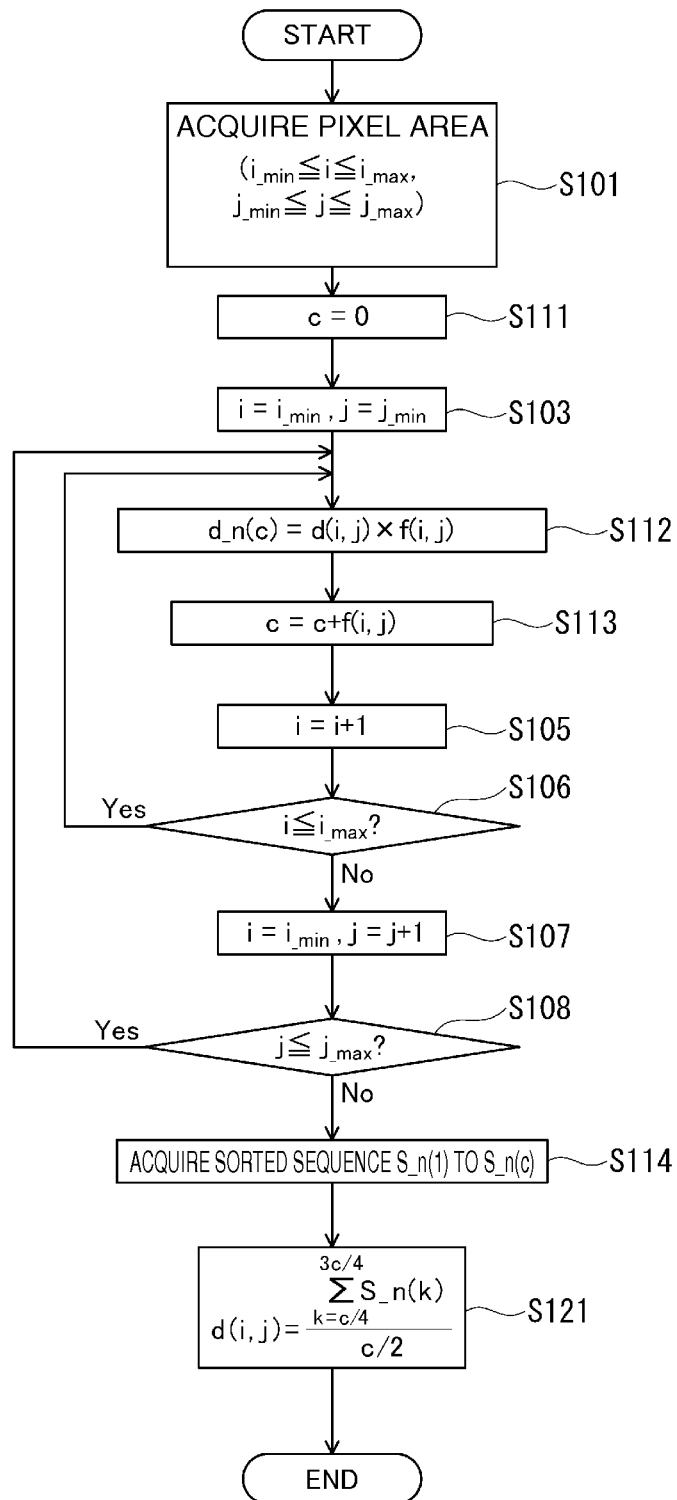 START
ACQUIRE PIXEL AREA
(i_min≦i≦i_max,
j_min≦ j≦ j_max)
S101
c = 0
S111
i = i_min , j = j_min
S103
d_n(c) = d(i, j) × f(i, j)
S112
c = c+f(i, j)
S113
i = i+1
S105
S106
Yes
i≦i_max?
No
i = i_min , j = j+1
S107
S108
Yes
j≦ j_max?
No
ACQUIRE SORTED SEQUENCE S_n(1) TO S_n(c)
S114
3c/4
Σ S_n(k)
k=c/4
d(i, j)=
c/2
S121
END